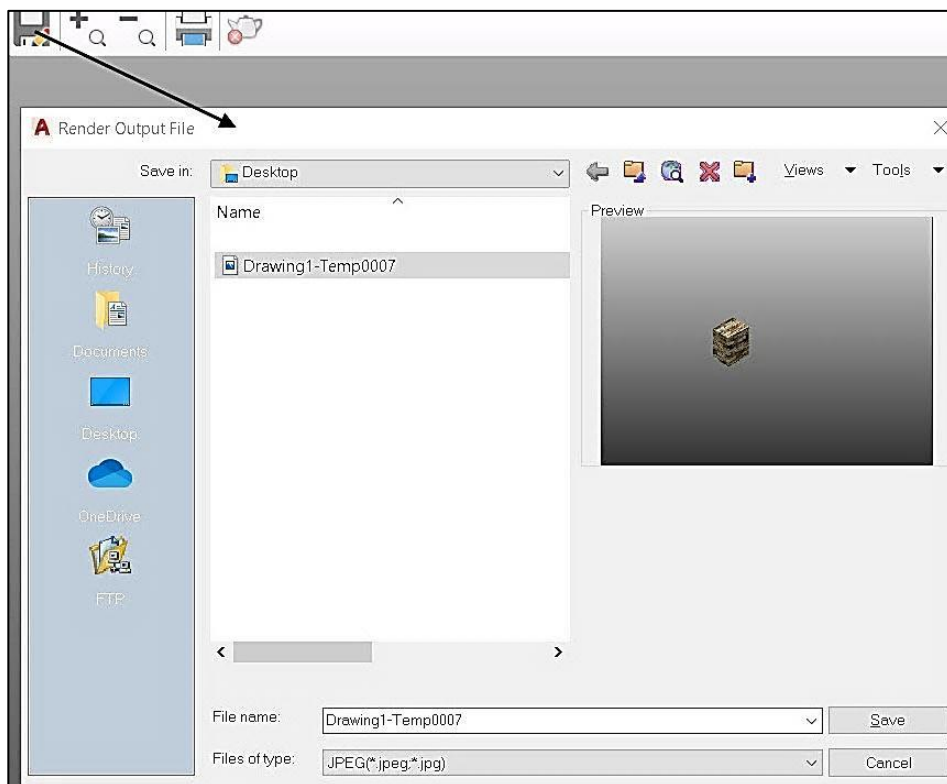 Render Output File
Save in:
Desktop
Views
Tools
Name
Preview
History
Drawing1-Temp0007
Documents
Desktop
OneDrive
FTP
File name:
Drawing1-Temp0007
Save
Files of type:
JPEG(*.jpeg;*.jpg)
Cancel